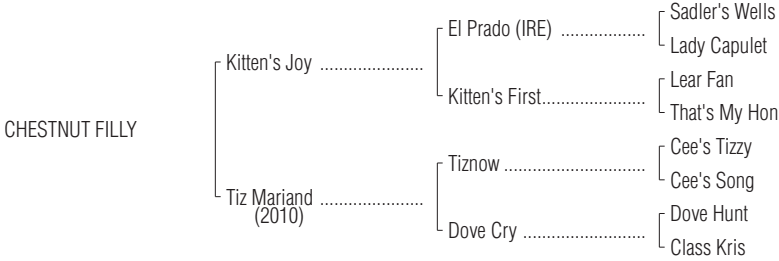 Sadler's Wells
El Prado (IRE) ......................
Lady Capulet
Kitten's Joy ......................
Lear Fan
Kitten's First...........................
That's My Hon
CHESTNUT FILLY
Cee's Tizzy
Tiznow ..............................
Cee's Song
Tiz Mariand ......................
(2010)
Dove Hunt
Dove Cry ..........................
Class Kris